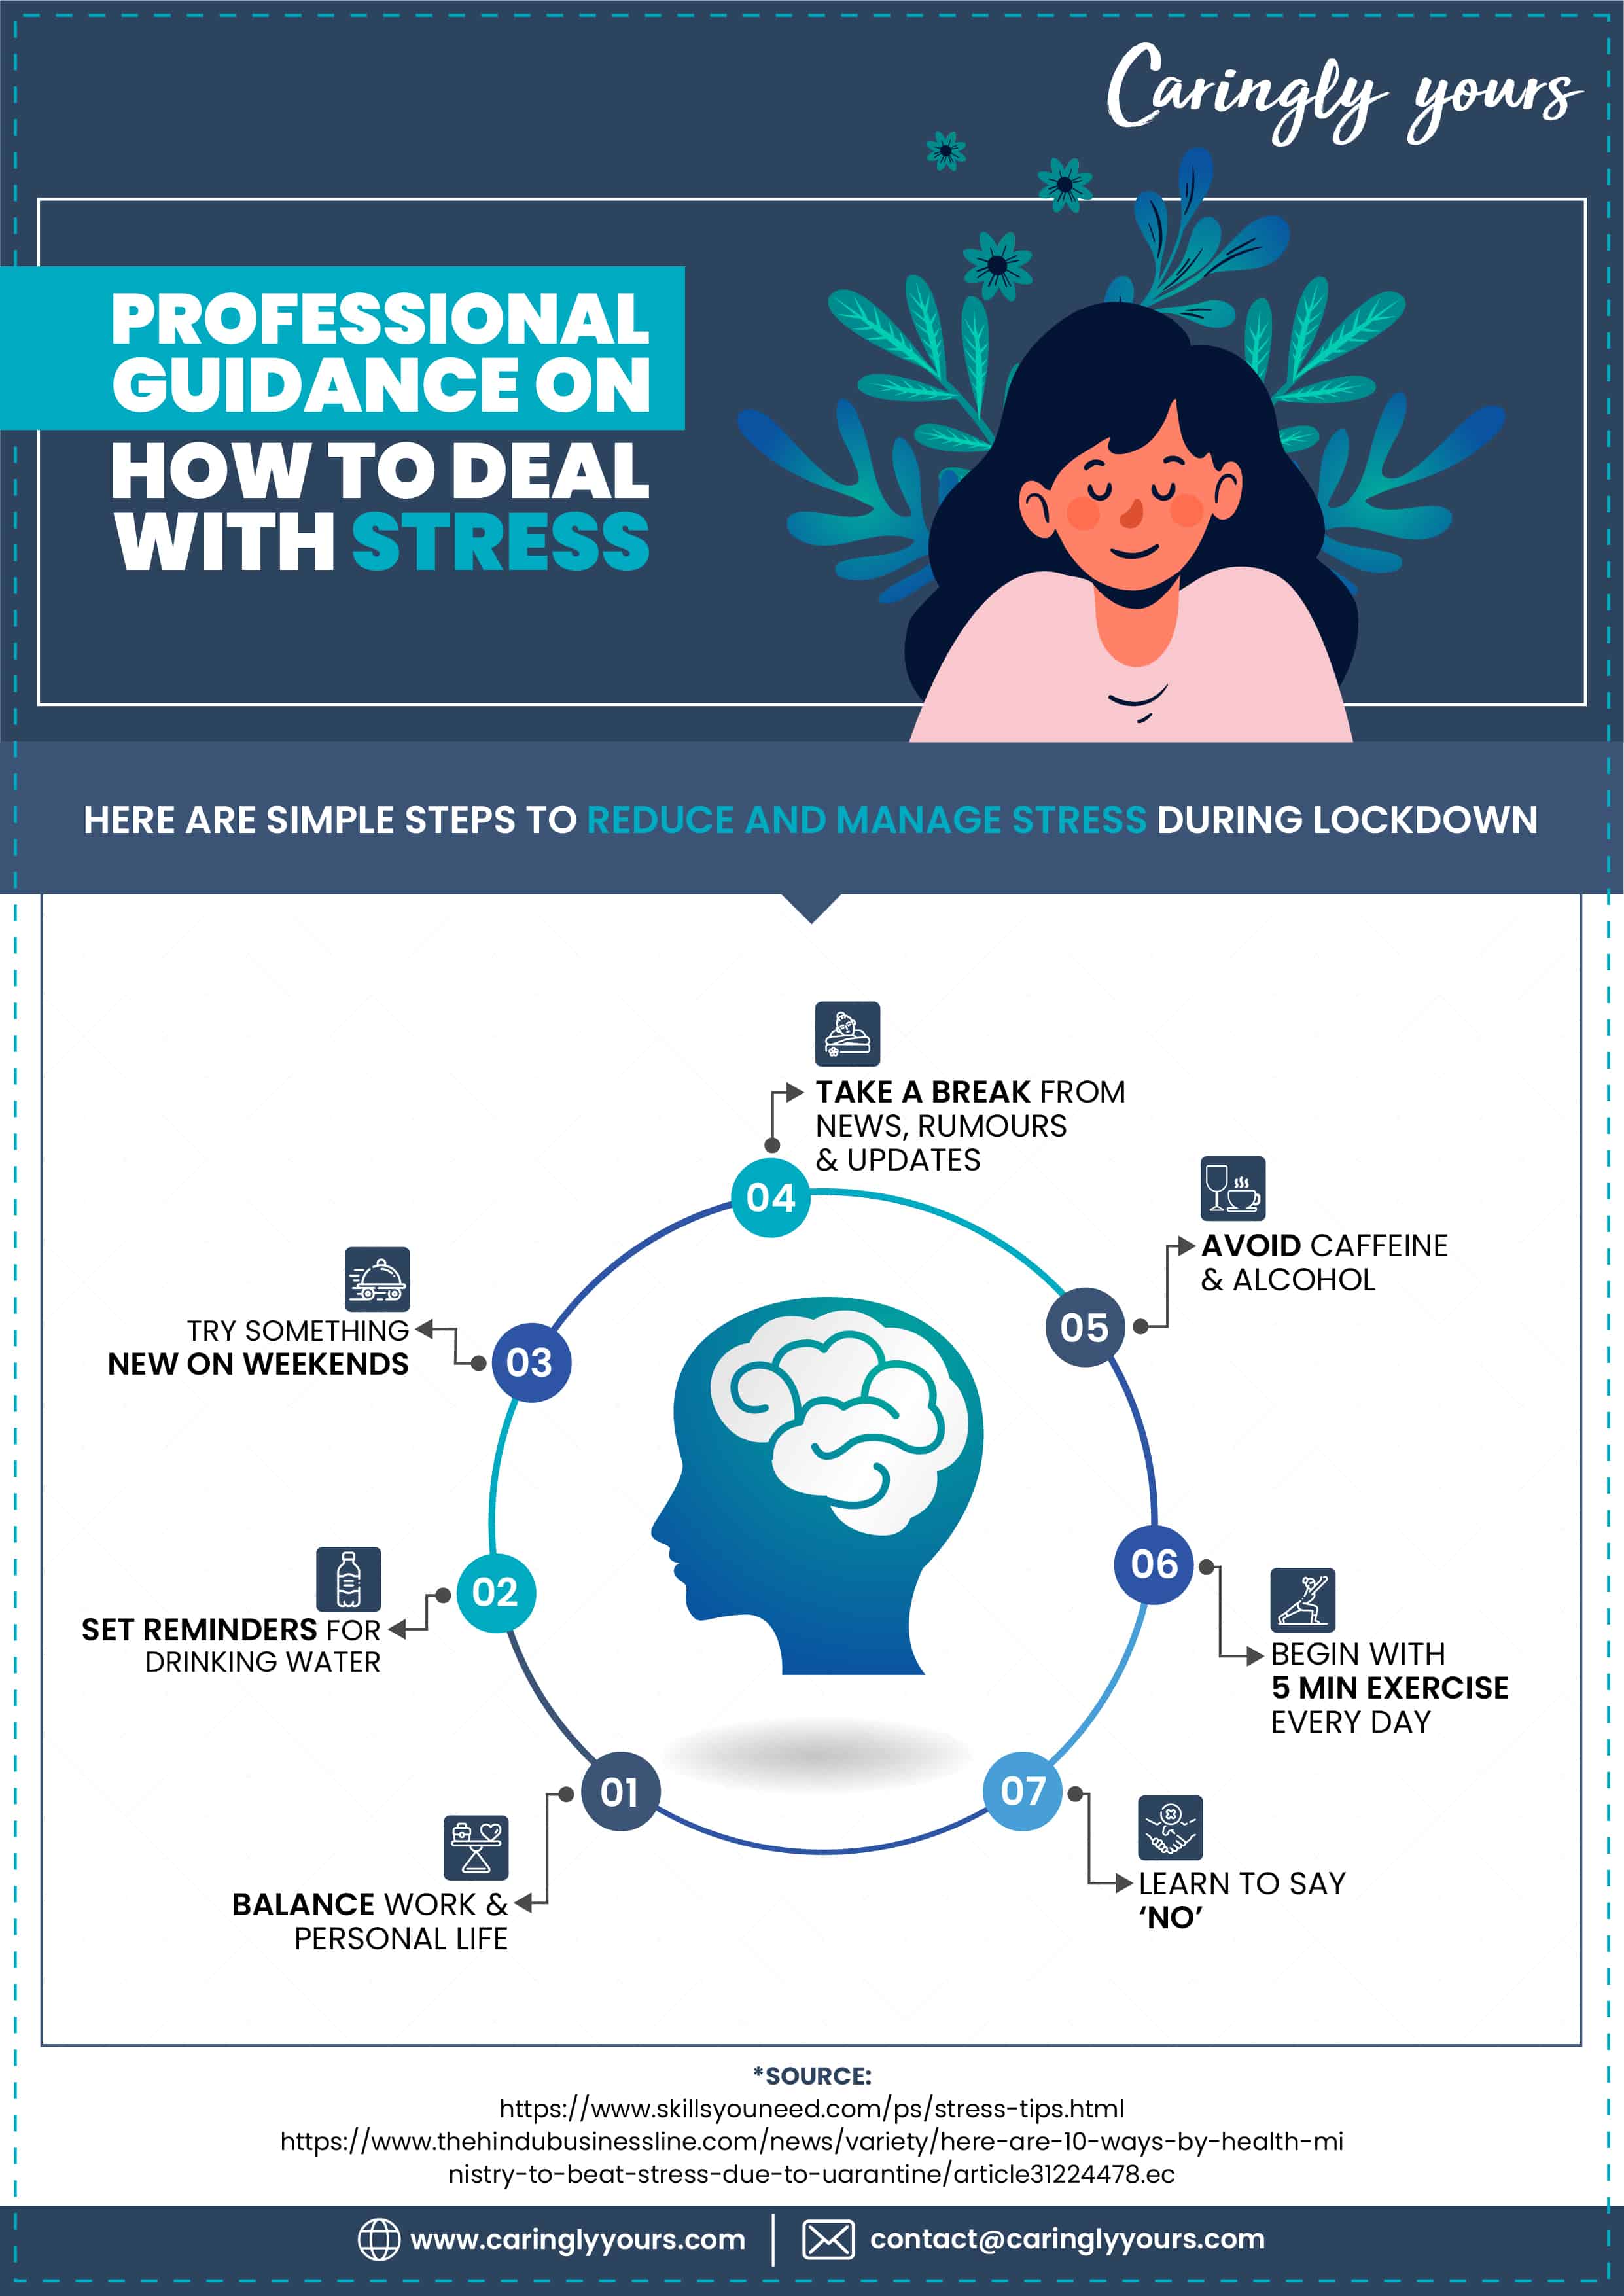 Caringly yours
PROFESSIONAL
GUIDANCE ON
HOW TO DEAL
WITH STRESS
HERE ARE SIMPLE STEPS TO REDUCE AND MANAGE STRESS DURING LOCKDOWN
01
BALANCE WORK &
PERSONAL LIFE
02
SET REMINDERS FOR
DRINKING WATER
03
TRY SOMETHING
NEW ON WEEKENDS
04
TAKE A BREAK FROM
NEWS, RUMOURS
& UPDATES
05
AVOID CAFFEINE
& ALCOHOL
06
BEGIN WITH
5 MIN EXERCISE
EVERY DAY
07
LEARN TO SAY
‘NO’
*SOURCE:
https://www.skillsyouneed.com/ps/stress-tips.html
https://www.thehindubusinessline.com/news/variety/here-are-10-ways-by-health-mi
nistry-to-beat-stress-due-to-uarantine/article31224478.ec
www.caringlyyours.com
contact@caringlyyours.com